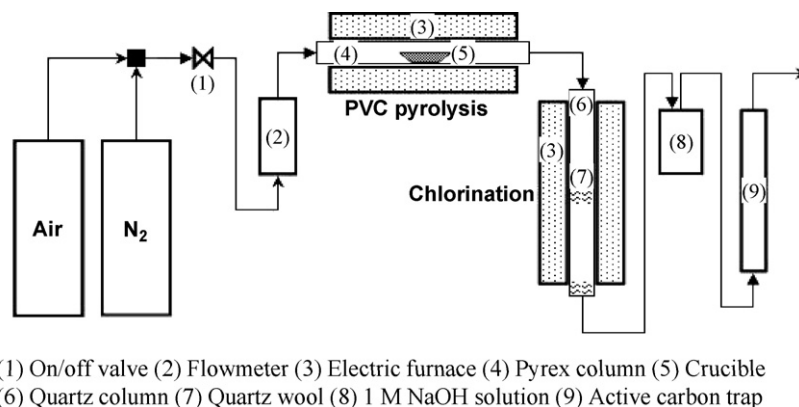 (3)
(4) (5)
(1)
PVC pyrolysis
(2)
(6)
(3)
(7)
(8)
Chlorination
(9)
Air
N2
(1) On/off valve (2) Flowmeter (3) Electric furnace (4) Pyrex column (5) Crucible
(6) Quartz column (7) Quartz wool (8) 1 M NaOH solution (9) Active carbon trap